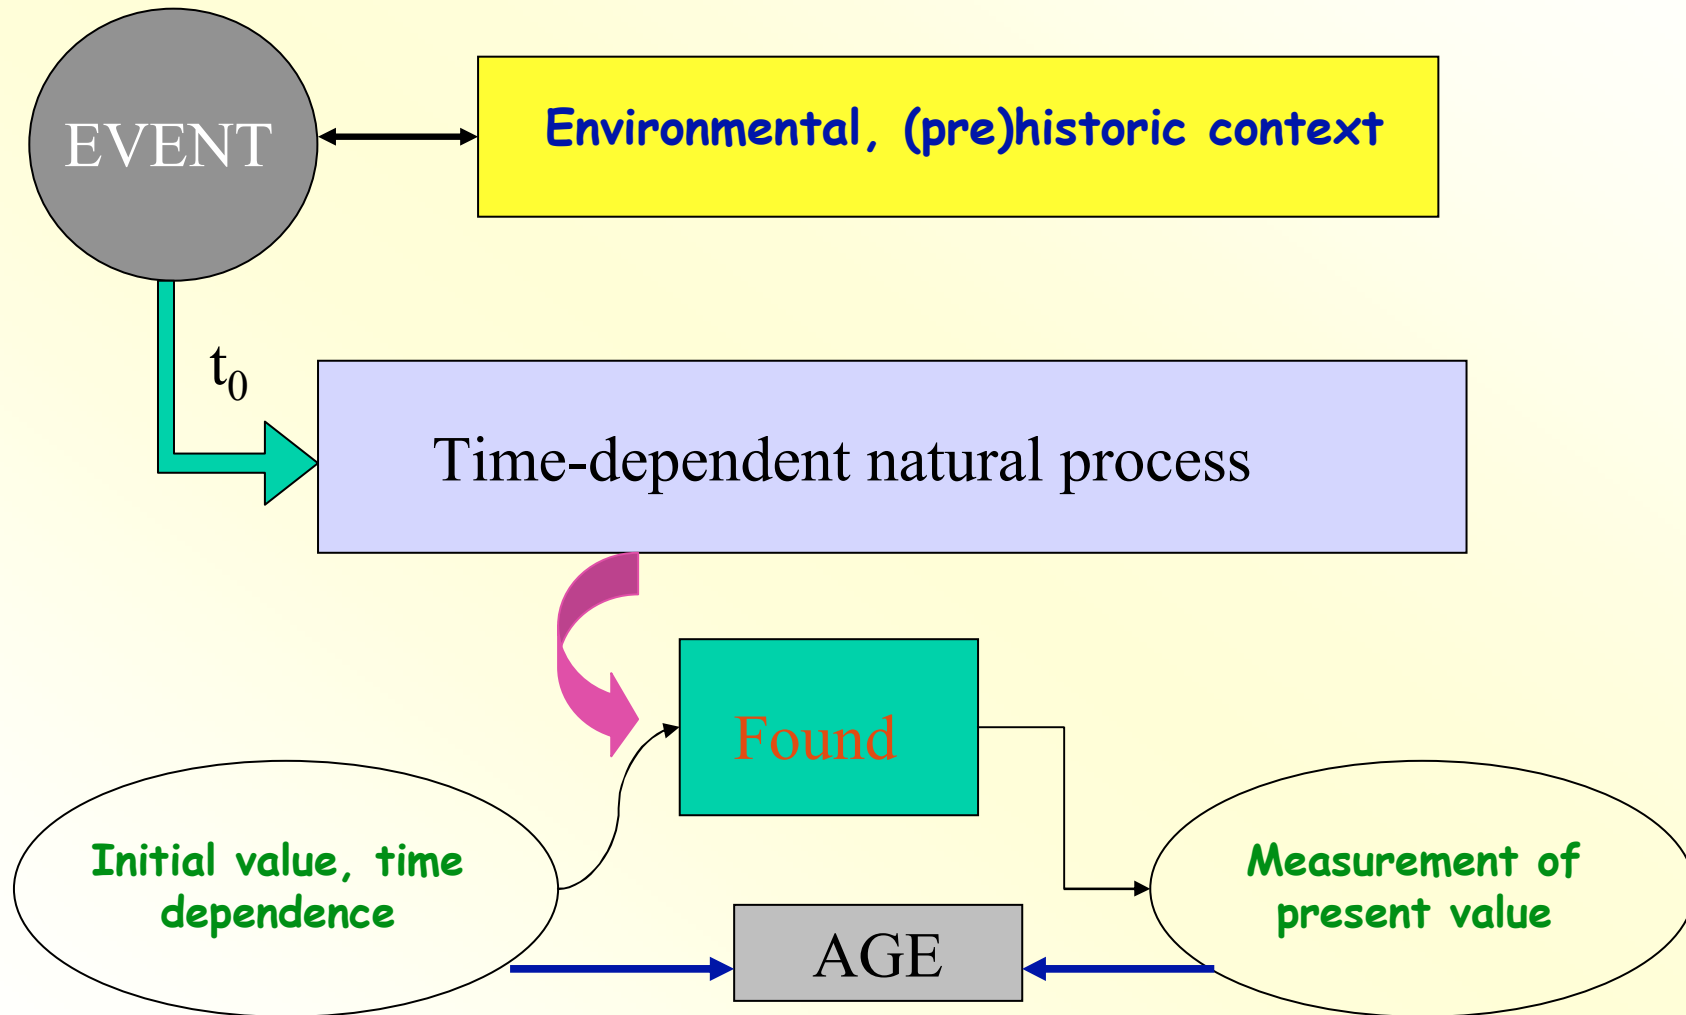 EVENT
Environmental, (pre)historic context
t₀
Time-dependent natural process
Found
Initial value, time
dependence
Measurement of
present value
AGE